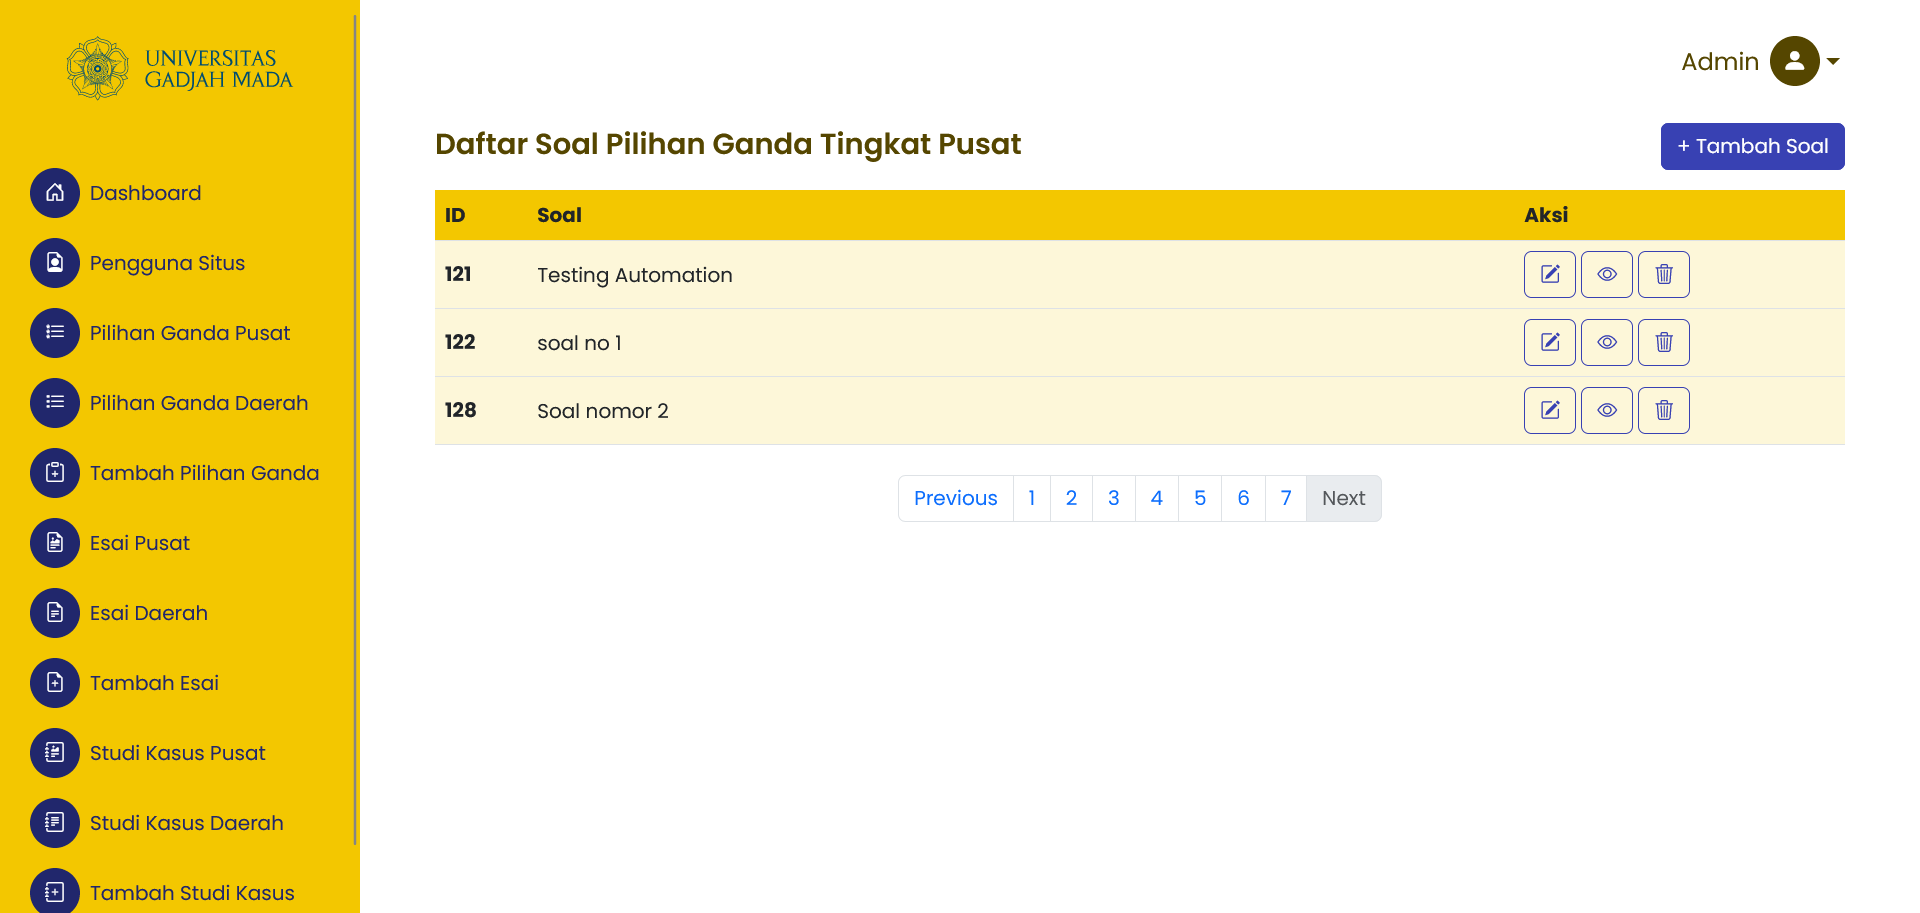 UNIVERSITAS
GADJAH MADA
Dashboard
Pengguna Situs
Pilihan Ganda Pusat
Pilihan Ganda Daerah
Tambah Pilihan Ganda
Esai Pusat
Esai Daerah
Tambah Esai
Studi Kasus Pusat
Studi Kasus Daerah
Tambah Studi Kasus
Admin
Daftar Soal Pilihan Ganda Tingkat Pusat
+ Tambah Soal
ID Soal Aksi
121 Testing Automation
122 soal no 1
128 Soal nomor 2
Previous 1 2 3 4 5 6 7 Next